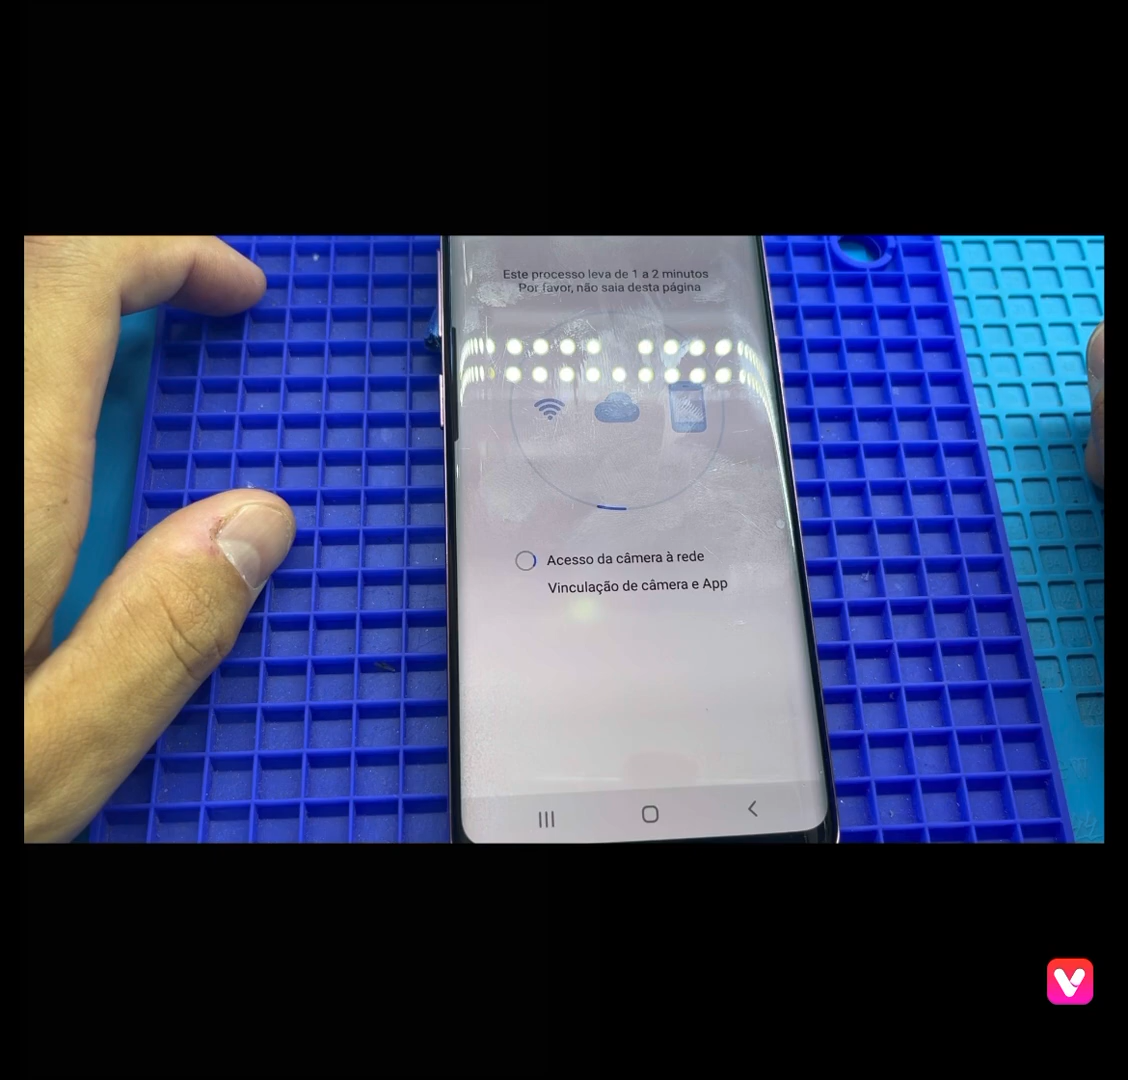 Este processo leva de 1 a 2 minutos
Por favor, não saia desta página
Acesso da câmera à rede
Vinculação de câmera e App